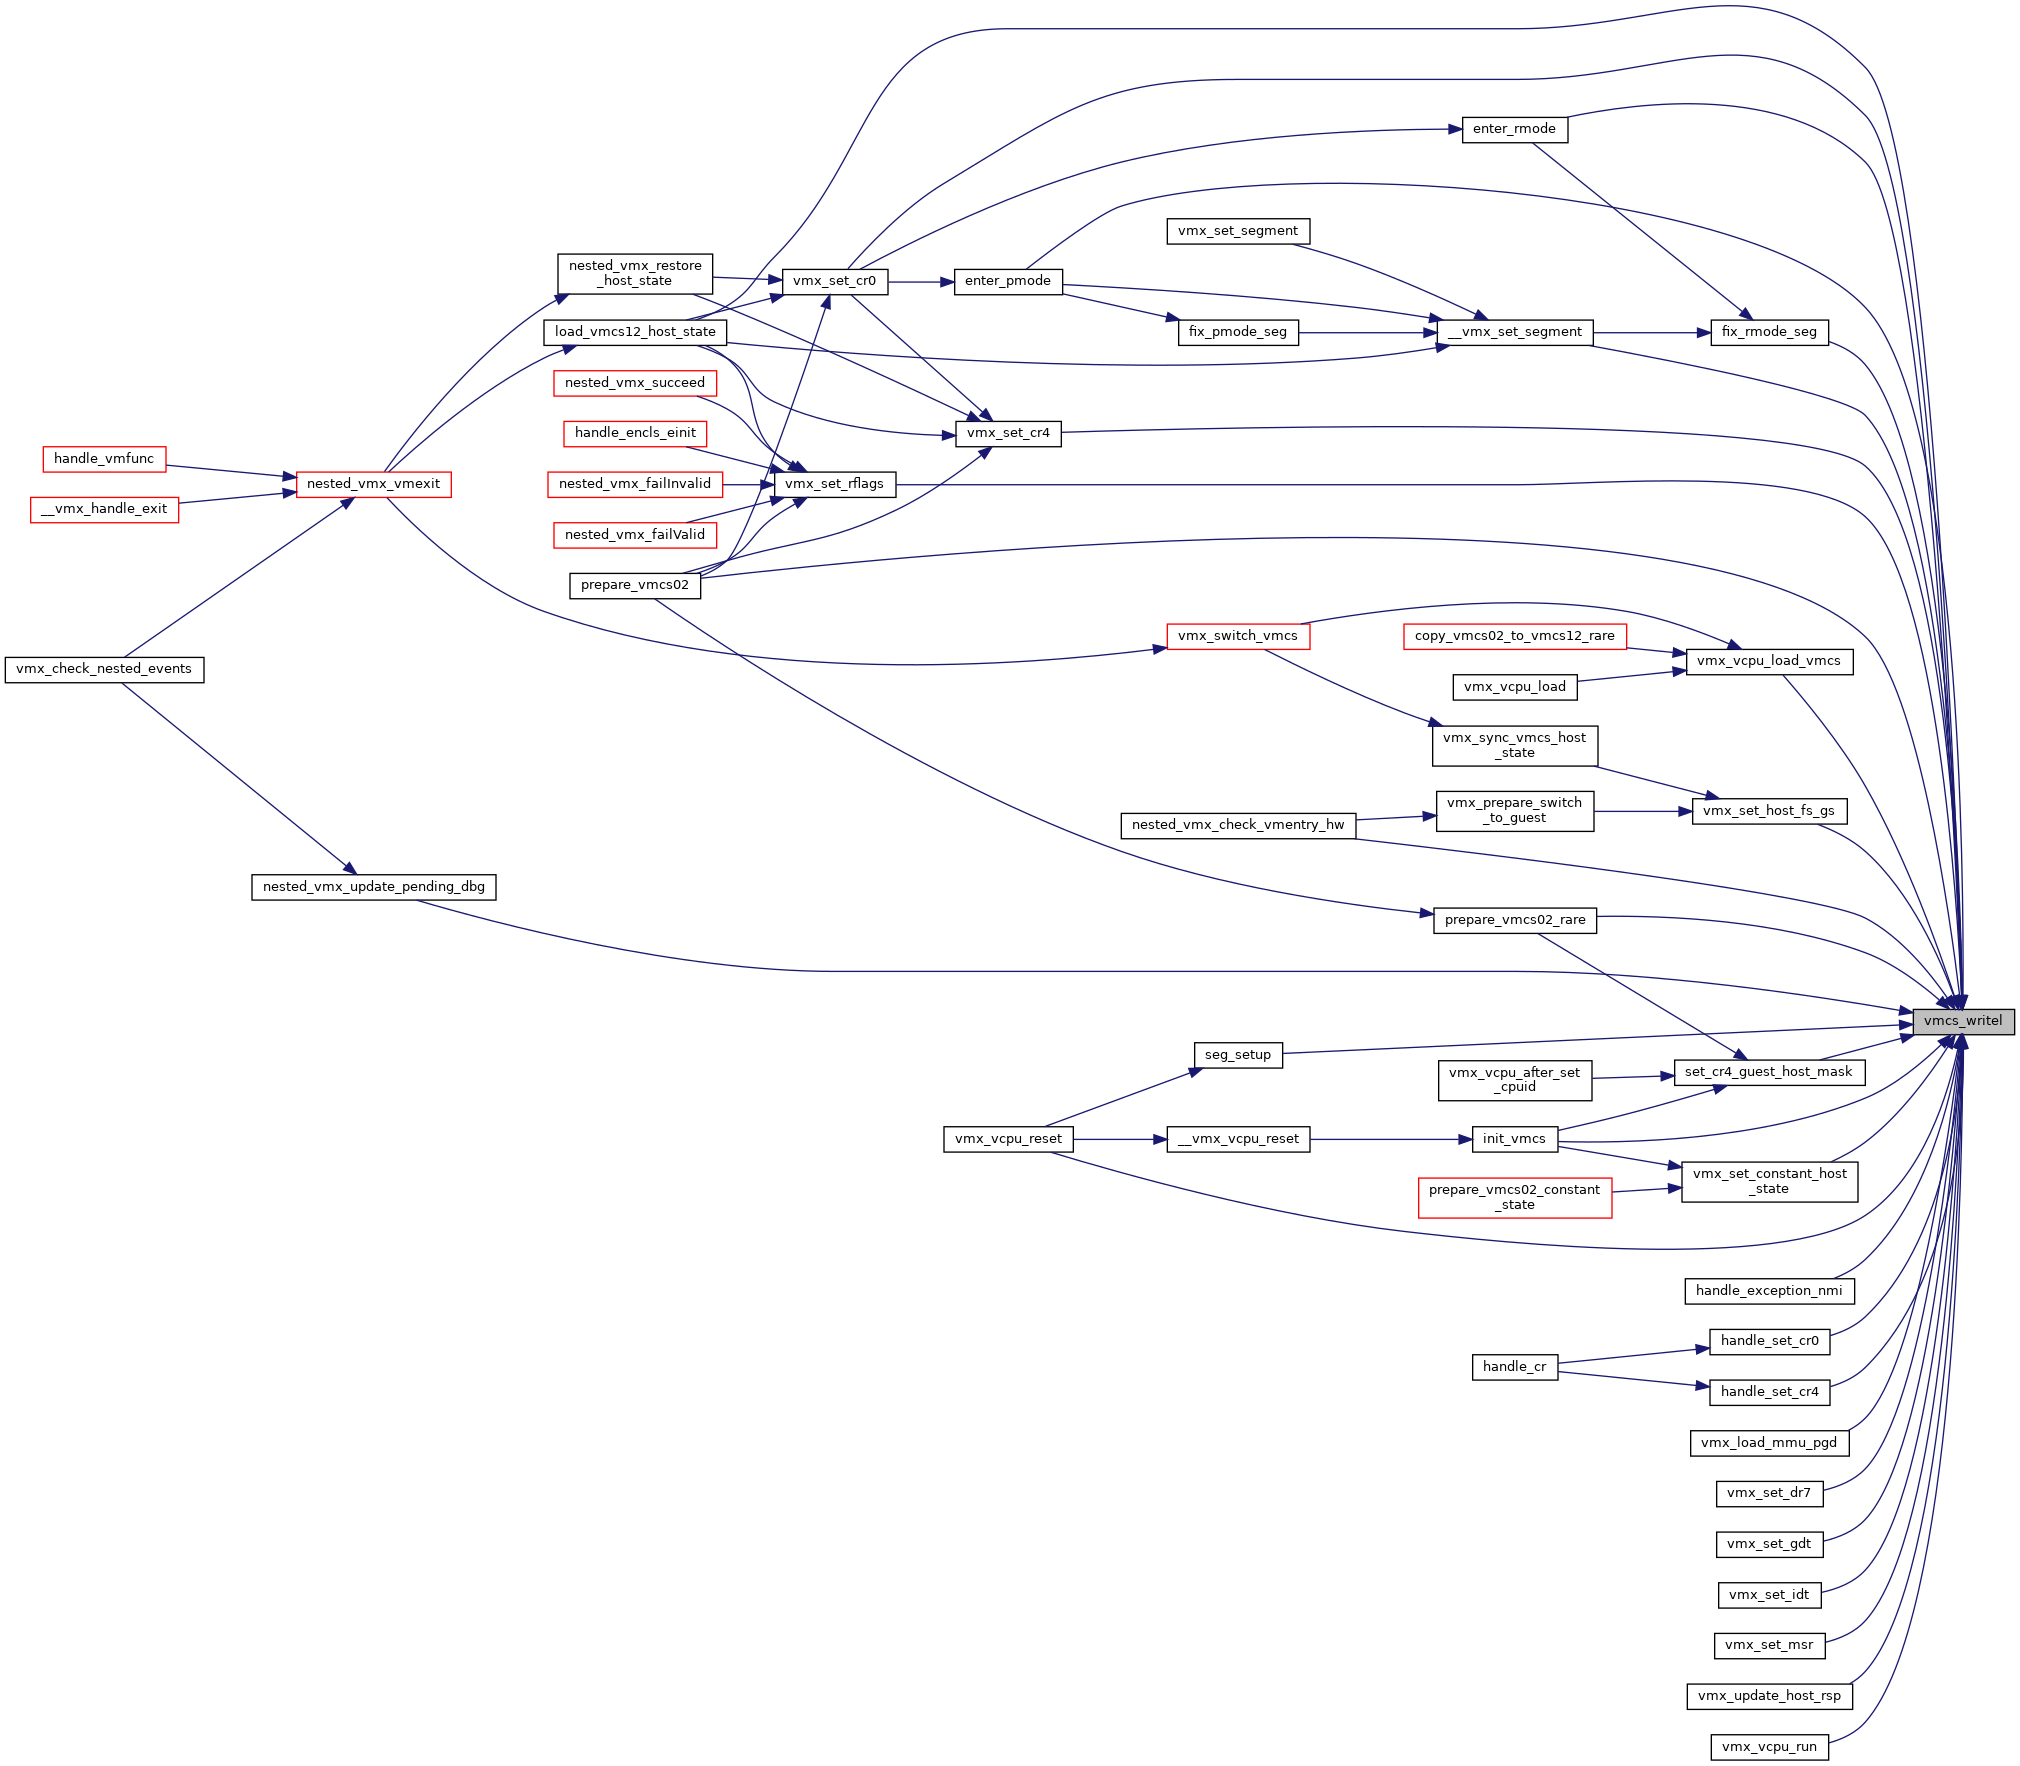 enter_rmode
vmx_set_segment
nested_vmx_restore
_host_state
vmx_set_cr0
enter_pmode
load_vmcs12_host_state
fix_pmode_seg
__vmx_set_segment
fix_rmode_seg
nested_vmx_succeed
handle_encls_einit
vmx_set_cr4
handle_vmfunc
nested_vmx_vmexit
nested_vmx_failInvalid
vmx_set_rflags
__vmx_handle_exit
nested_vmx_failValid
prepare_vmcs02
vmx_switch_vmcs
copy_vmcs02_to_vmcs12_rare
vmx_vcpu_load_vmcs
vmx_check_nested_events
vmx_vcpu_load
vmx_sync_vmcs_host
_state
vmx_prepare_switch
_to_guest
vmx_set_host_fs_gs
nested_vmx_check_vmentry_hw
nested_vmx_update_pending_dbg
prepare_vmcs02_rare
vmcs_writel
seg_setup
vmx_vcpu_after_set
_cpuid
set_cr4_guest_host_mask
vmx_vcpu_reset
__vmx_vcpu_reset
init_vmcs
vmx_set_constant_host
_state
prepare_vmcs02_constant
_state
handle_exception_nmi
handle_set_cr0
handle_cr
handle_set_cr4
vmx_load_mmu_pgd
vmx_set_dr7
vmx_set_gdt
vmx_set_idt
vmx_set_msr
vmx_update_host_rsp
vmx_vcpu_run